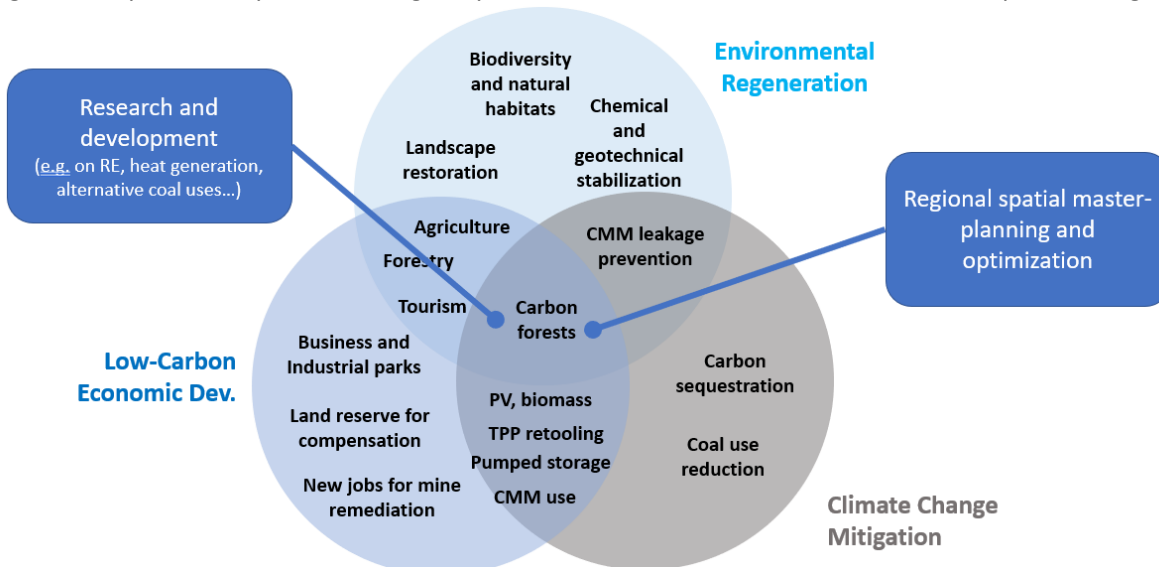 Environmental
Regeneration
Biodiversity
and natural
habitats
Chemical
and
geotechnical
stabilization
Landscape
restoration
Research and
development
(e.g. on RE, heat generation,
alternative coal uses...)
Regional spatial master-
planning and
optimization
Agriculture
Forestry
Tourism
CMM leakage
prevention
Carbon
forests
Low-Carbon
Economic Dev.
Business and
Industrial parks
Land reserve for
compensation
New jobs for mine
remediation
PV, biomass
TPP retooling
Pumped storage
CMM use
Carbon
sequestration
Coal use
reduction
Climate Change
Mitigation